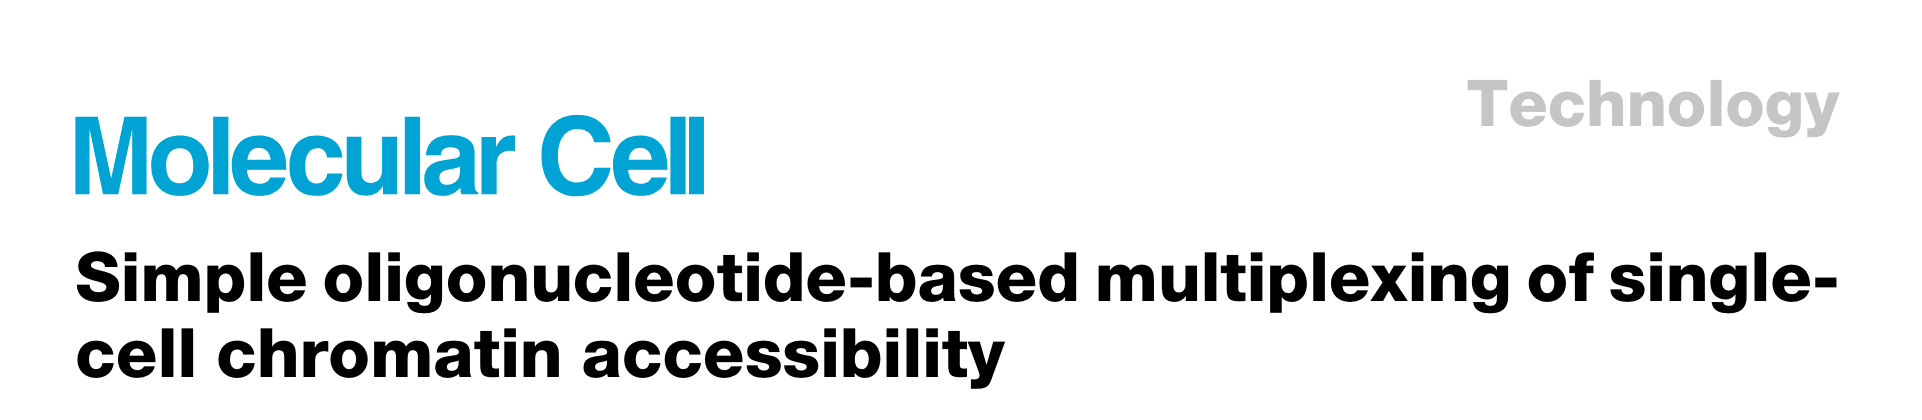 Technology
Molecular Cell
Simple oligonucleotide-based multiplexing of single-
cell chromatin accessibility